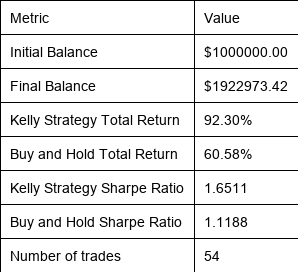 Metric Value
Initial Balance $1000000.00
Final Balance $1922973.42
Kelly Strategy Total Return 92.30%
Buy and Hold Total Return 60.58%
Kelly Strategy Sharpe Ratio 1.6511
Buy and Hold Sharpe Ratio 1.1188
Number of trades 54